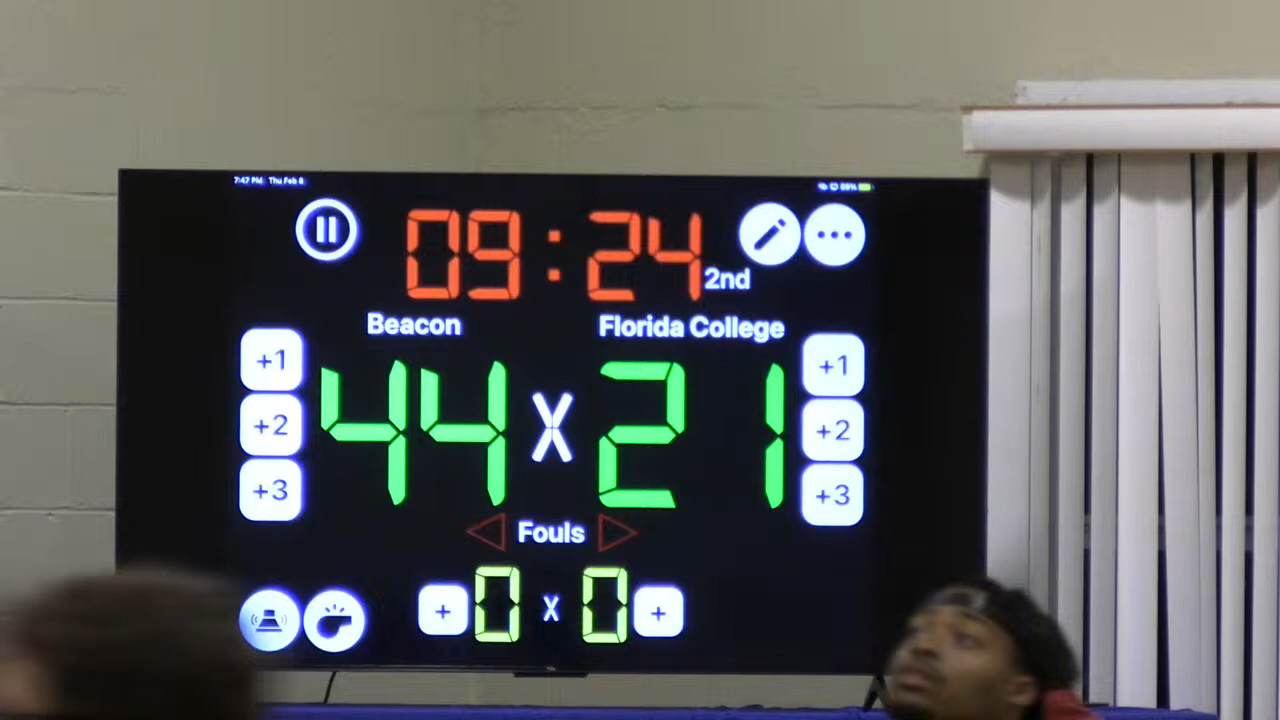 7:47 PM Thu Feb 8
09:24
2nd
Beacon
Florida College
+1
+1
44 X 21
+2
+2
+3
+3
Fouls
+ 0 X 0 +